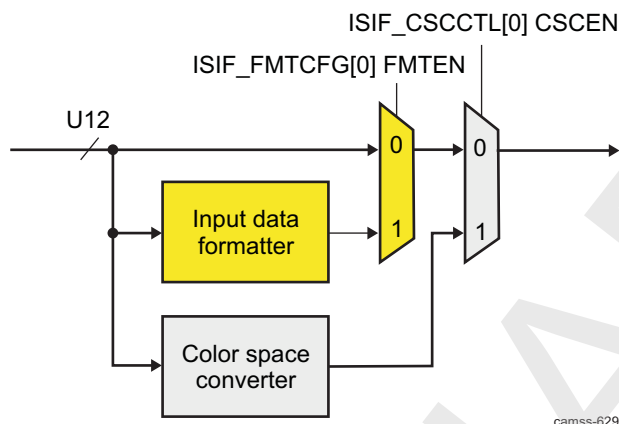 ISIF_CSCCTL[0] CSCEN
ISIF_FMTCFG[0] FMTEN
U12
0
0
Input data
formatter
1
1
Color space
converter
camss-629